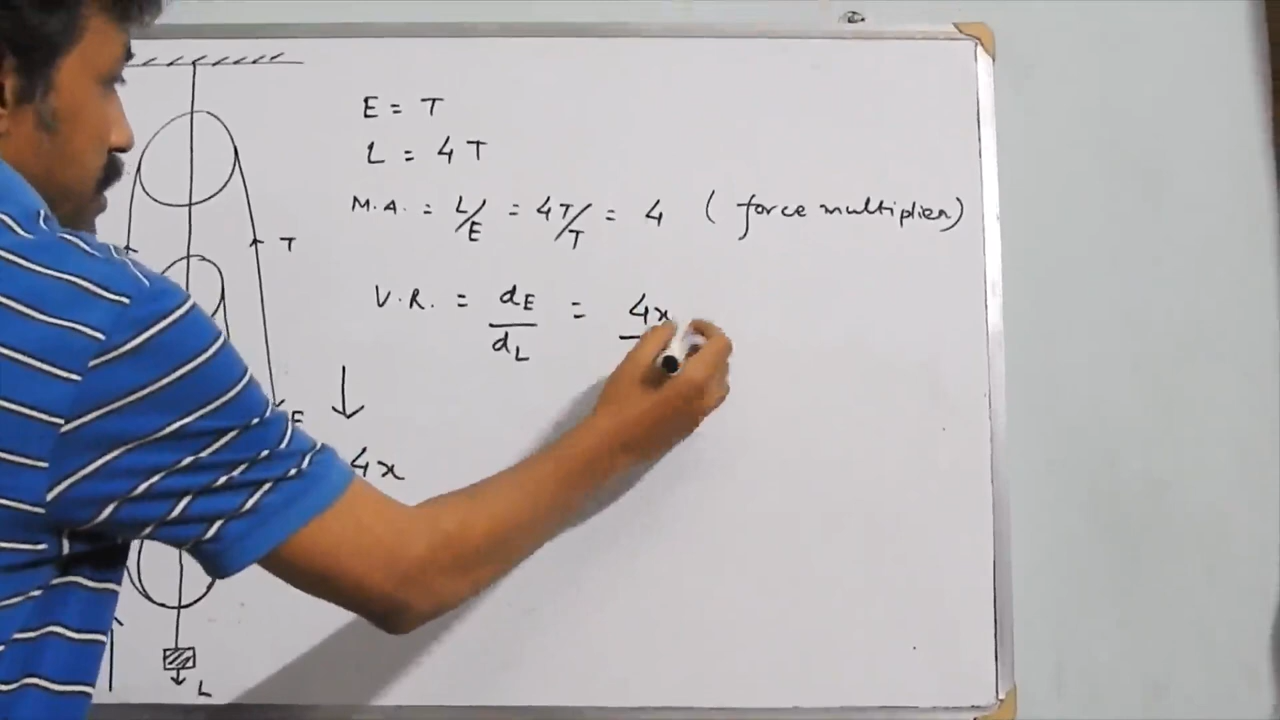 E = T
L = 4T
M.A. = L/E = 4T/T = 4 ( force multiplier)
T
V.R. = dE/dL = 4x
E
4x
L